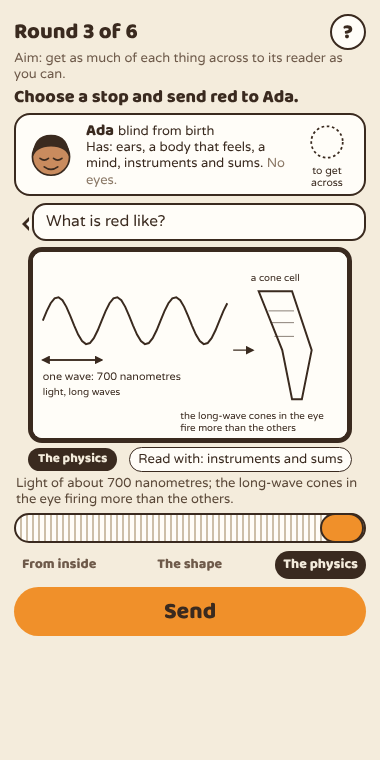 Round 3 of 6
?
Aim: get as much of each thing across to its reader as
you can.
Choose a stop and send red to Ada.
Ada blind from birth
Has: ears, a body that feels, a
mind, instruments and sums. No
eyes.
to get
across
What is red like?
a cone cell
one wave: 700 nanometres
light, long waves
the long-wave cones in the eye
fire more than the others
The physics
Read with: instruments and sums
Light of about 700 nanometres; the long-wave cones in
the eye firing more than the others.
From inside
The shape
The physics
Send